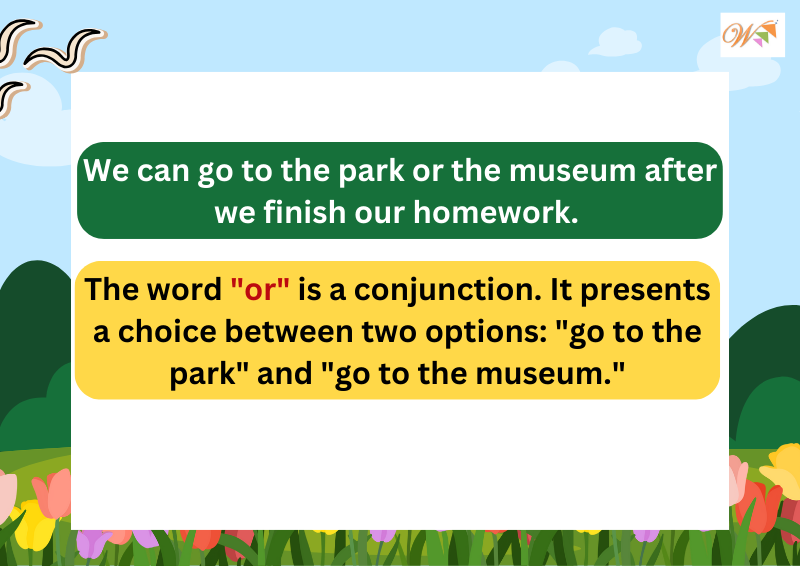 We can go to the park or the museum after
we finish our homework.
The word "or" is a conjunction. It presents
a choice between two options: "go to the
park" and "go to the museum."